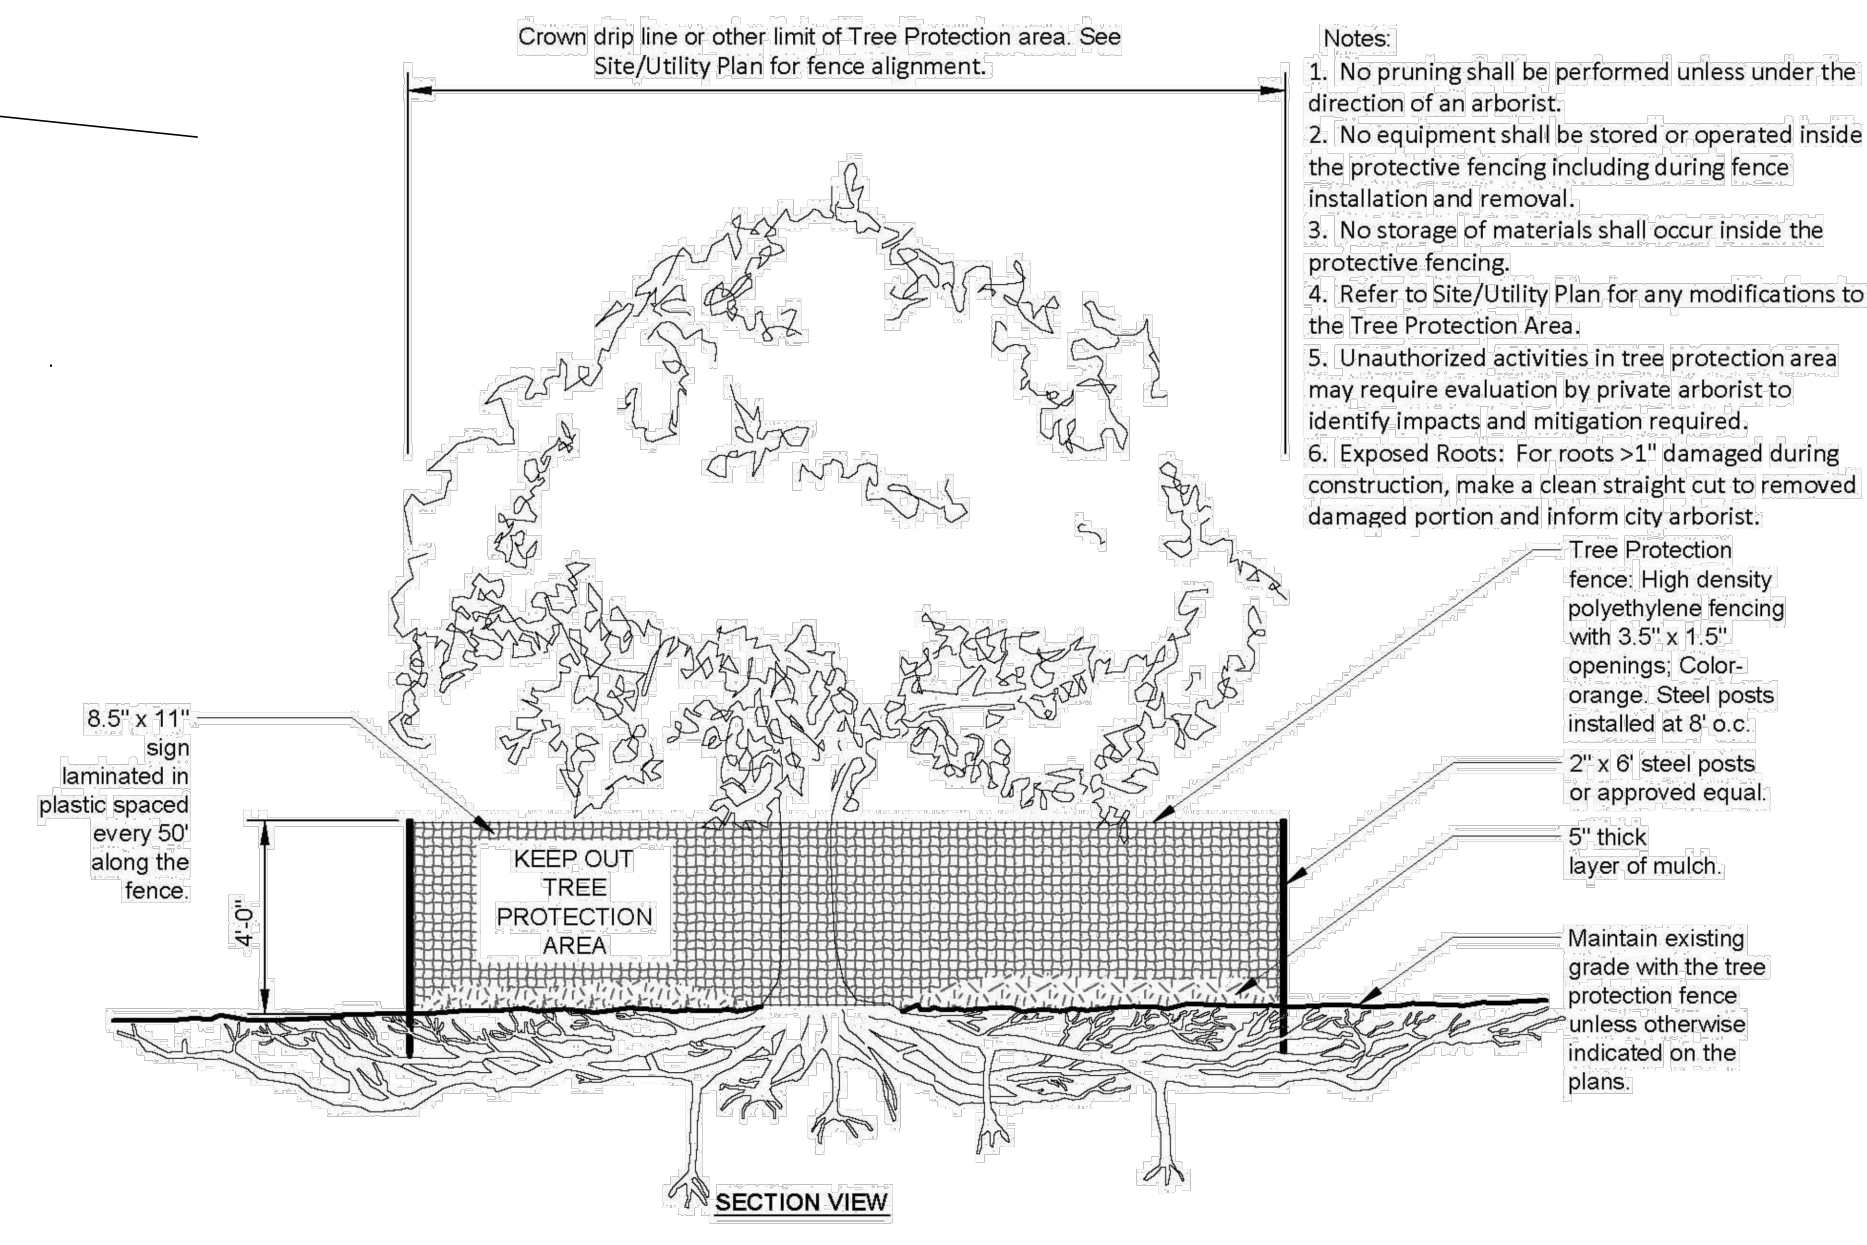 Crown drip line or other limit of Tree Protection area. See
Site/Utility Plan for fence alignment.
Notes:
1. No pruning shall be performed unless under the
direction of an arborist.
2. No equipment shall be stored or operated inside
the protective fencing including during fence
installation and removal.
3. No storage of materials shall occur inside the
protective fencing.
4. Refer to Site/Utility Plan for any modifications to
the Tree Protection Area.
5. Unauthorized activities in tree protection area
may require evaluation by private arborist to
identify impacts and mitigation required.
6. Exposed Roots: For roots >1" damaged during
construction, make a clean straight cut to removed
damaged portion and inform city arborist.
Tree Protection
fence: High density
polyethylene fencing
with 3.5" x 1.5"
openings; Color-
orange. Steel posts
installed at 8' o.c.
2" x 6' steel posts
or approved equal.
5" thick
layer of mulch.
Maintain existing
grade with the tree
protection fence
unless otherwise
indicated on the
plans.
8.5" x 11"
sign
laminated in
plastic spaced
every 50'
along the
fence.
4'-0"
KEEP OUT
TREE
PROTECTION
AREA
SECTION VIEW